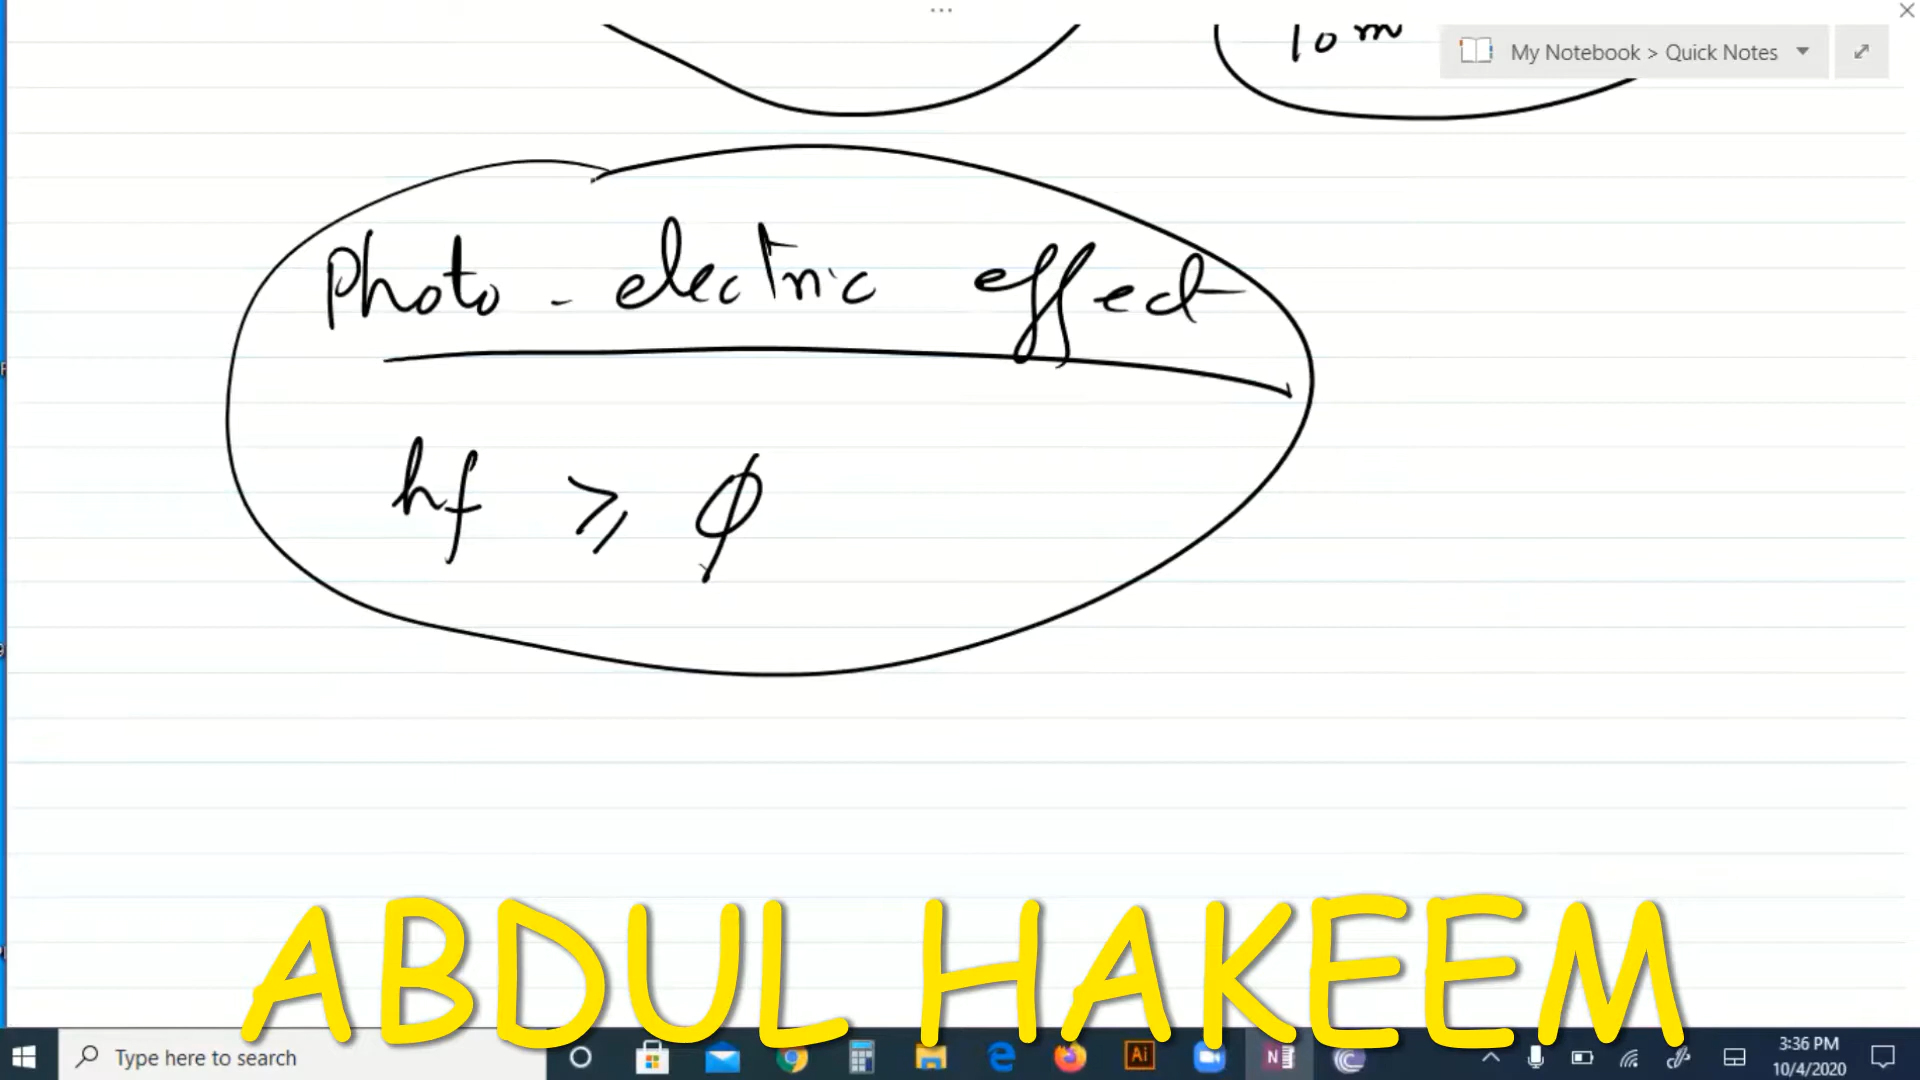 10 m
My Notebook > Quick Notes
Photo - electric effect
hf ⩾ ϕ
ABDUL HAKEEM
Type here to search
Ai
N
3:36 PM
10/4/2020